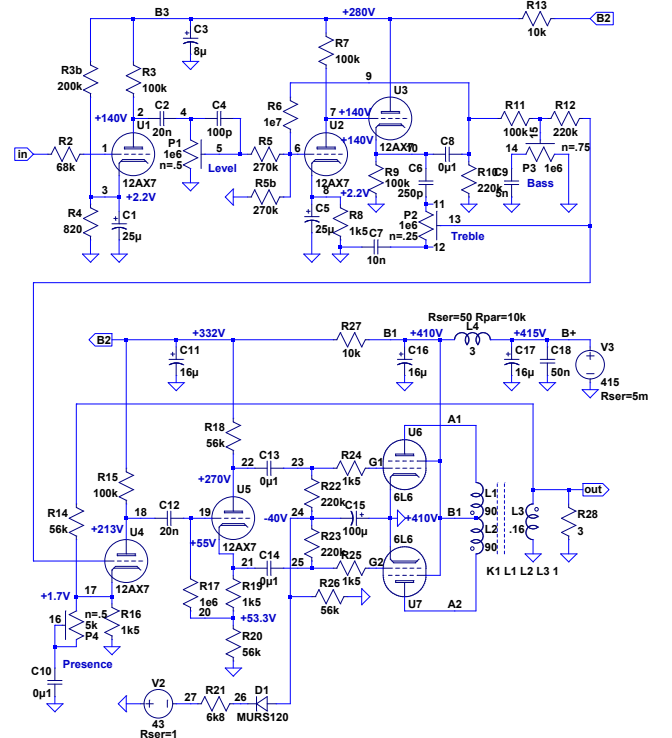 B3
+280V
R13
10k
B2
C3
8µ
R3b
200k
R3
100k
R7
100k
9
U3
+140V
2
C2
20n
4
C4
100p
R6
1e7
7
+140V
R11
100k
R12
220k
15
U1
P1
1e6
n=.5
5
Level
R5
270k
6
U2
+140V
12AX7
10
C8
0µ1
in
R2
68k
1
14
n=.75
P3
1e6
Bass
12AX7
12AX7
R9
100k
C6
250p
R10
220k
C9
5n
3
+2.2V
R5b
270k
8
+2.2V
R4
820
C1
25µ
C5
25µ
R8
1k5
P2
1e6
n=.25
11
13
Treble
C7
10n
12
B2
+332V
R27
10k
B1
+410V
Rser=50 Rpar=10k
L4
3
+415V
B+
C11
16µ
C16
16µ
C17
16µ
C18
50n
V3
415
Rser=5m
R18
56k
A1
U6
22
C13
0µ1
23
R24
1k5
G1
R15
100k
+270V
R22
220k
6L6
L1
90
L3
.16
out
R14
56k
18
C12
20n
19
U5
-40V
24
C15
100µ
+410V
B1
L2
90
R28
3
+213V
U4
+55V
12AX7
R23
220k
6L6
21
C14
0µ1
25
R25
1k5
G2
K1 L1 L2 L3 1
12AX7
R17
1e6
R19
1k5
R26
56k
U7
A2
+1.7V
17
16
n=.5
5k
P4
R16
1k5
20
+53.3V
R20
56k
Presence
C10
0µ1
V2
43
Rser=1
27
R21
6k8
26
D1
MURS120